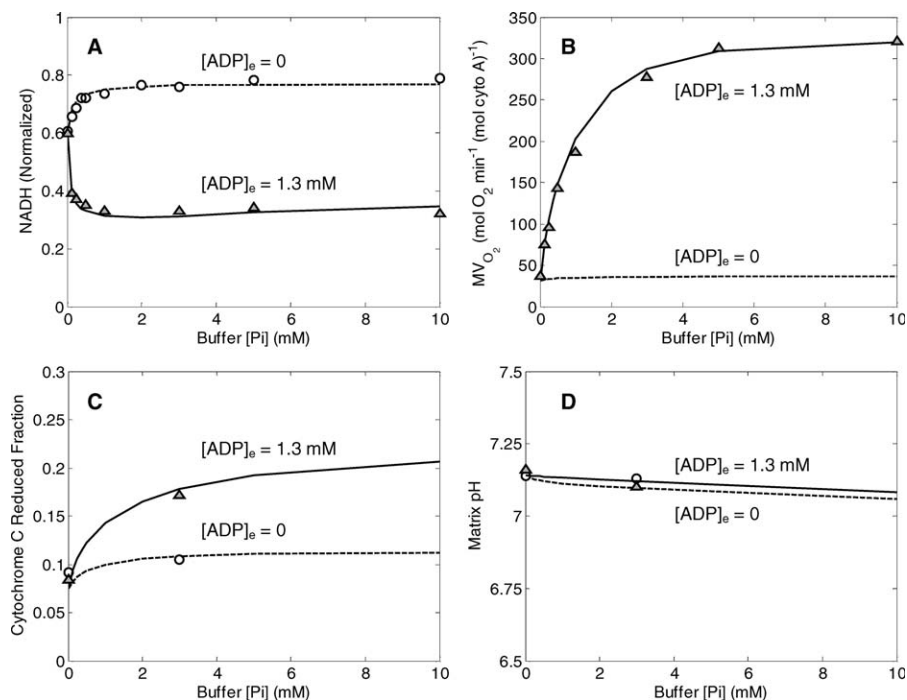 A
[ADP]ₑ = 0
[ADP]ₑ = 1.3 mM
NADH (Normalized)
1
0.8
0.6
0.4
0.2
0
0 2 4 6 8 10
Buffer [Pi] (mM)
B
[ADP]ₑ = 1.3 mM
[ADP]ₑ = 0
MV_O₂ (mol O₂ min⁻¹ (mol cyto A)⁻¹)
350
300
250
200
150
100
50
0
0 2 4 6 8 10
Buffer [Pi] (mM)
C
[ADP]ₑ = 1.3 mM
[ADP]ₑ = 0
Cytochrome C Reduced Fraction
0.3
0.25
0.2
0.15
0.1
0.05
0
0 2 4 6 8 10
Buffer [Pi] (mM)
D
[ADP]ₑ = 1.3 mM
[ADP]ₑ = 0
Matrix pH
7.5
7.25
7
6.75
6.5
0 2 4 6 8 10
Buffer [Pi] (mM)